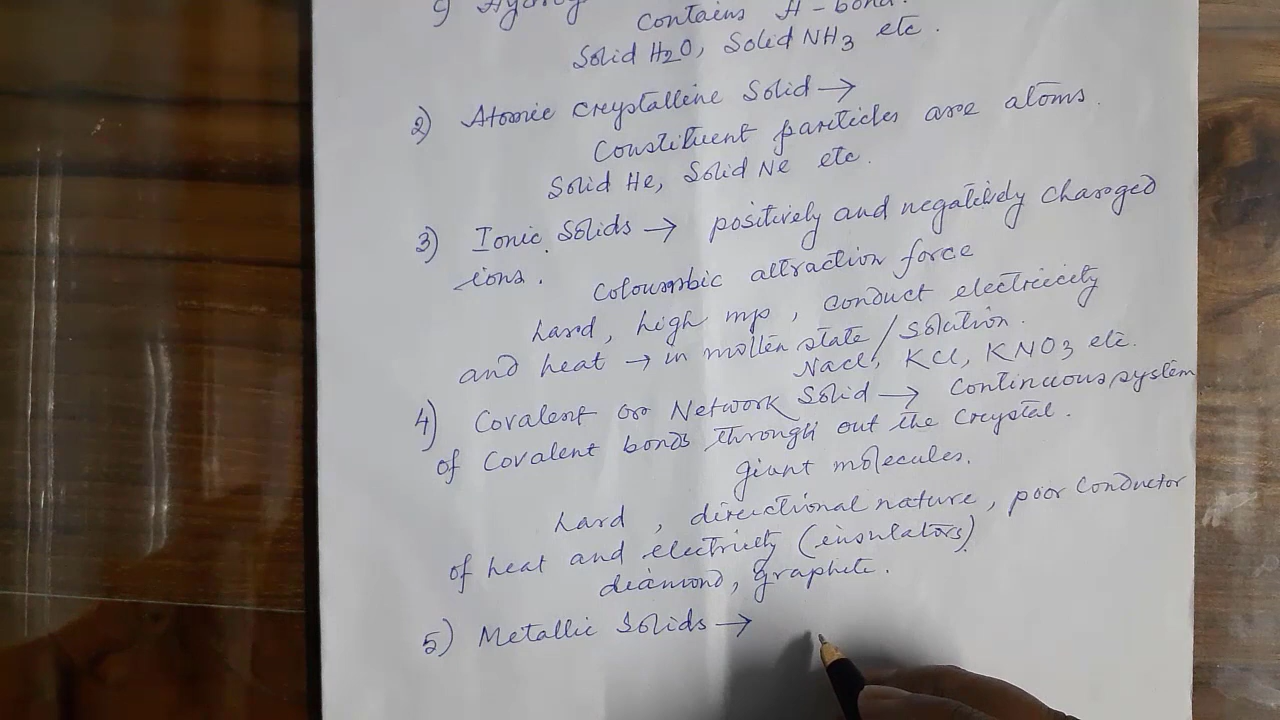 Contains H-bond.
Solid H2O, Solid NH3 etc.
2) Atomic Crystalline Solid →
Constituent particles are atoms.
Solid He, Solid Ne etc.
3) Ionic Solids → positively and negatively charged
ions.
Coloumbic attraction force
hard, high mp, conduct electricity
and heat → in molten state / solution.
NaCl, KCl, KNO3 etc.
4) Covalent or Network Solid → Continuous system
of Covalent bonds through out the Crystal.
giant molecules.
hard, directional nature, poor Conductor
of heat and electricity (insulators)
diamond, graphite.
5) Metallic Solids →